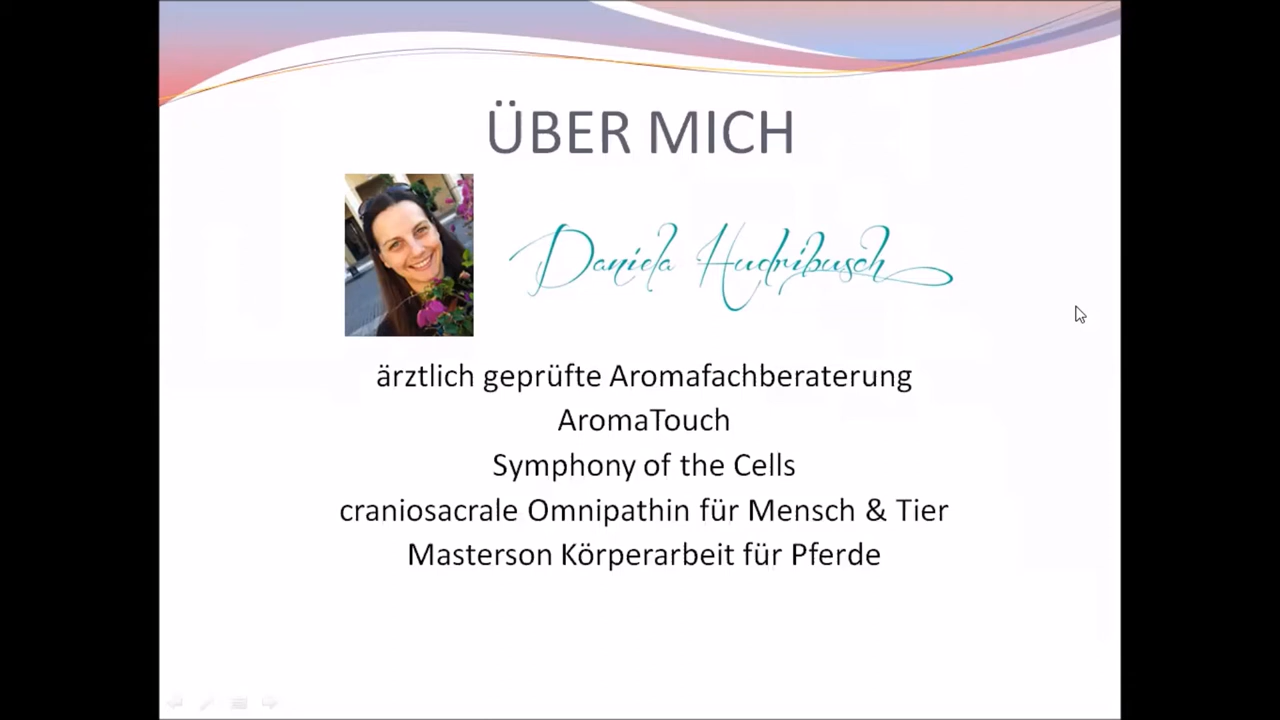 ÜBER MICH
Daniela Hudribusch
ärztlich geprüfte Aromafachberaterung
AromaTouch
Symphony of the Cells
craniosacrale Omnipathin für Mensch & Tier
Masterson Körperarbeit für Pferde